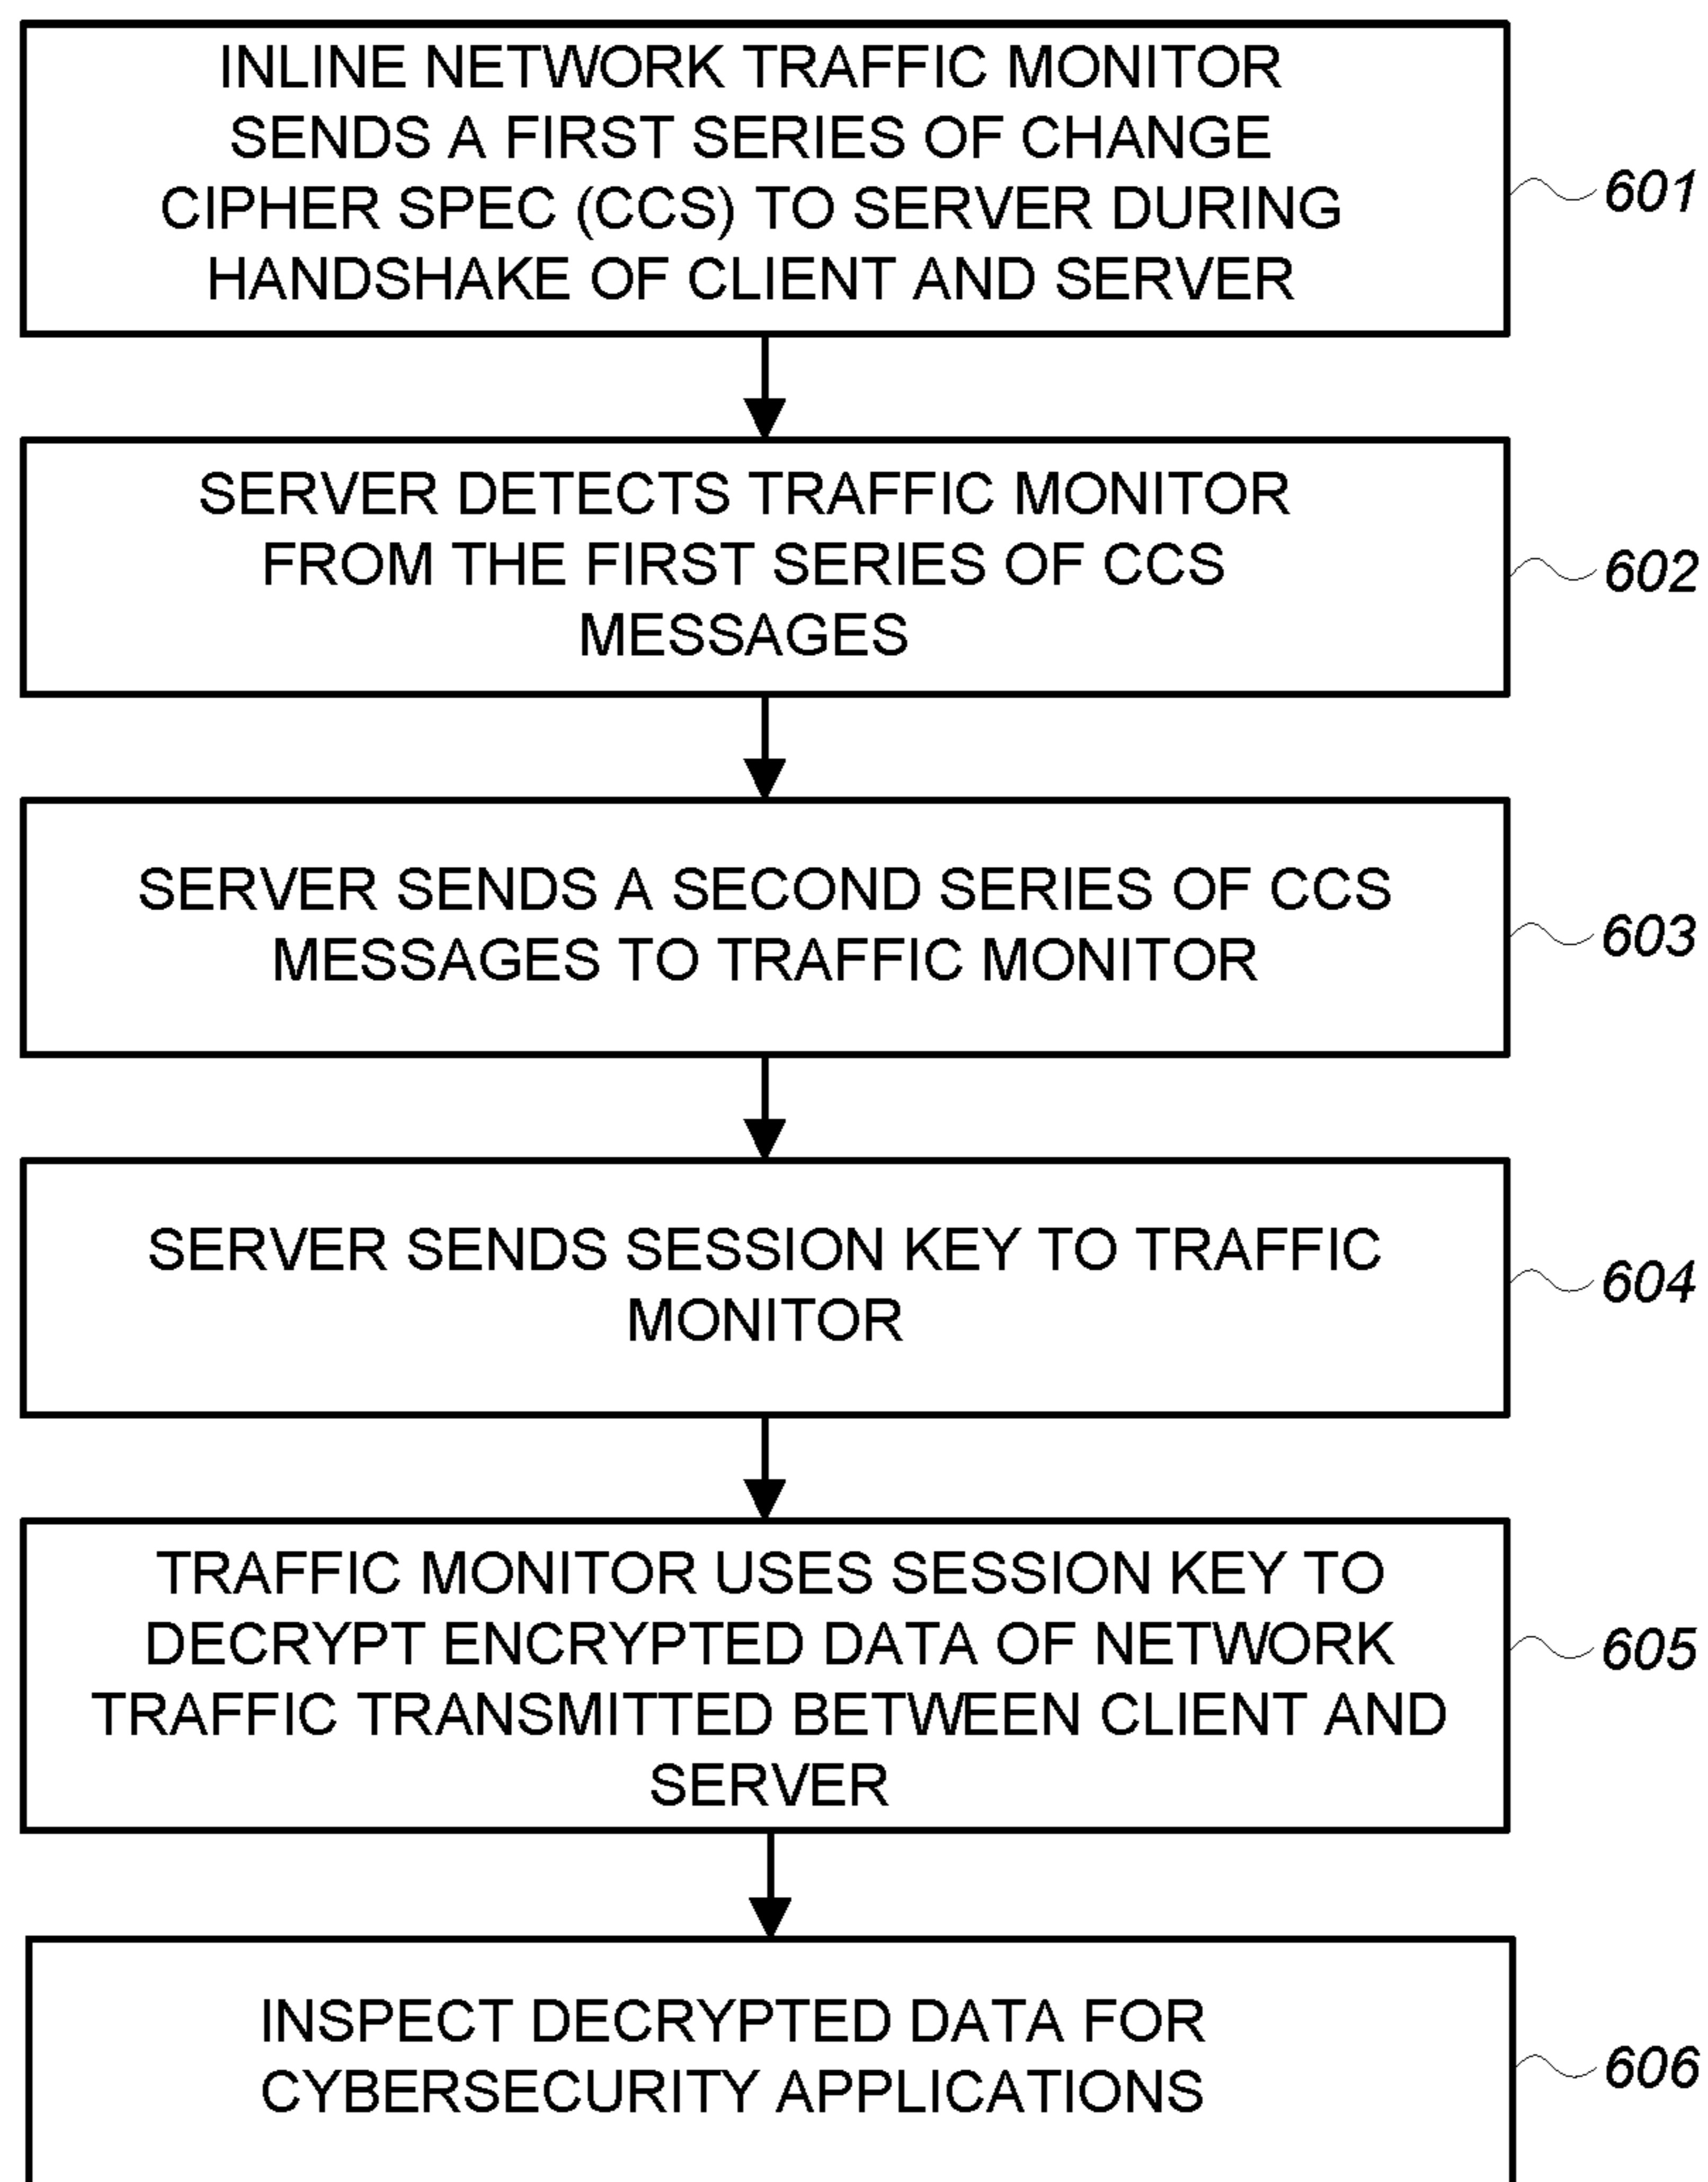 INLINE NETWORK TRAFFIC MONITOR
SENDS A FIRST SERIES OF CHANGE
CIPHER SPEC (CCS) TO SERVER DURING
HANDSHAKE OF CLIENT AND SERVER
601
SERVER DETECTS TRAFFIC MONITOR
FROM THE FIRST SERIES OF CCS
MESSAGES
602
SERVER SENDS A SECOND SERIES OF CCS
MESSAGES TO TRAFFIC MONITOR
603
SERVER SENDS SESSION KEY TO TRAFFIC
MONITOR
604
TRAFFIC MONITOR USES SESSION KEY TO
DECRYPT ENCRYPTED DATA OF NETWORK
TRAFFIC TRANSMITTED BETWEEN CLIENT AND
SERVER
605
INSPECT DECRYPTED DATA FOR
CYBERSECURITY APPLICATIONS
606